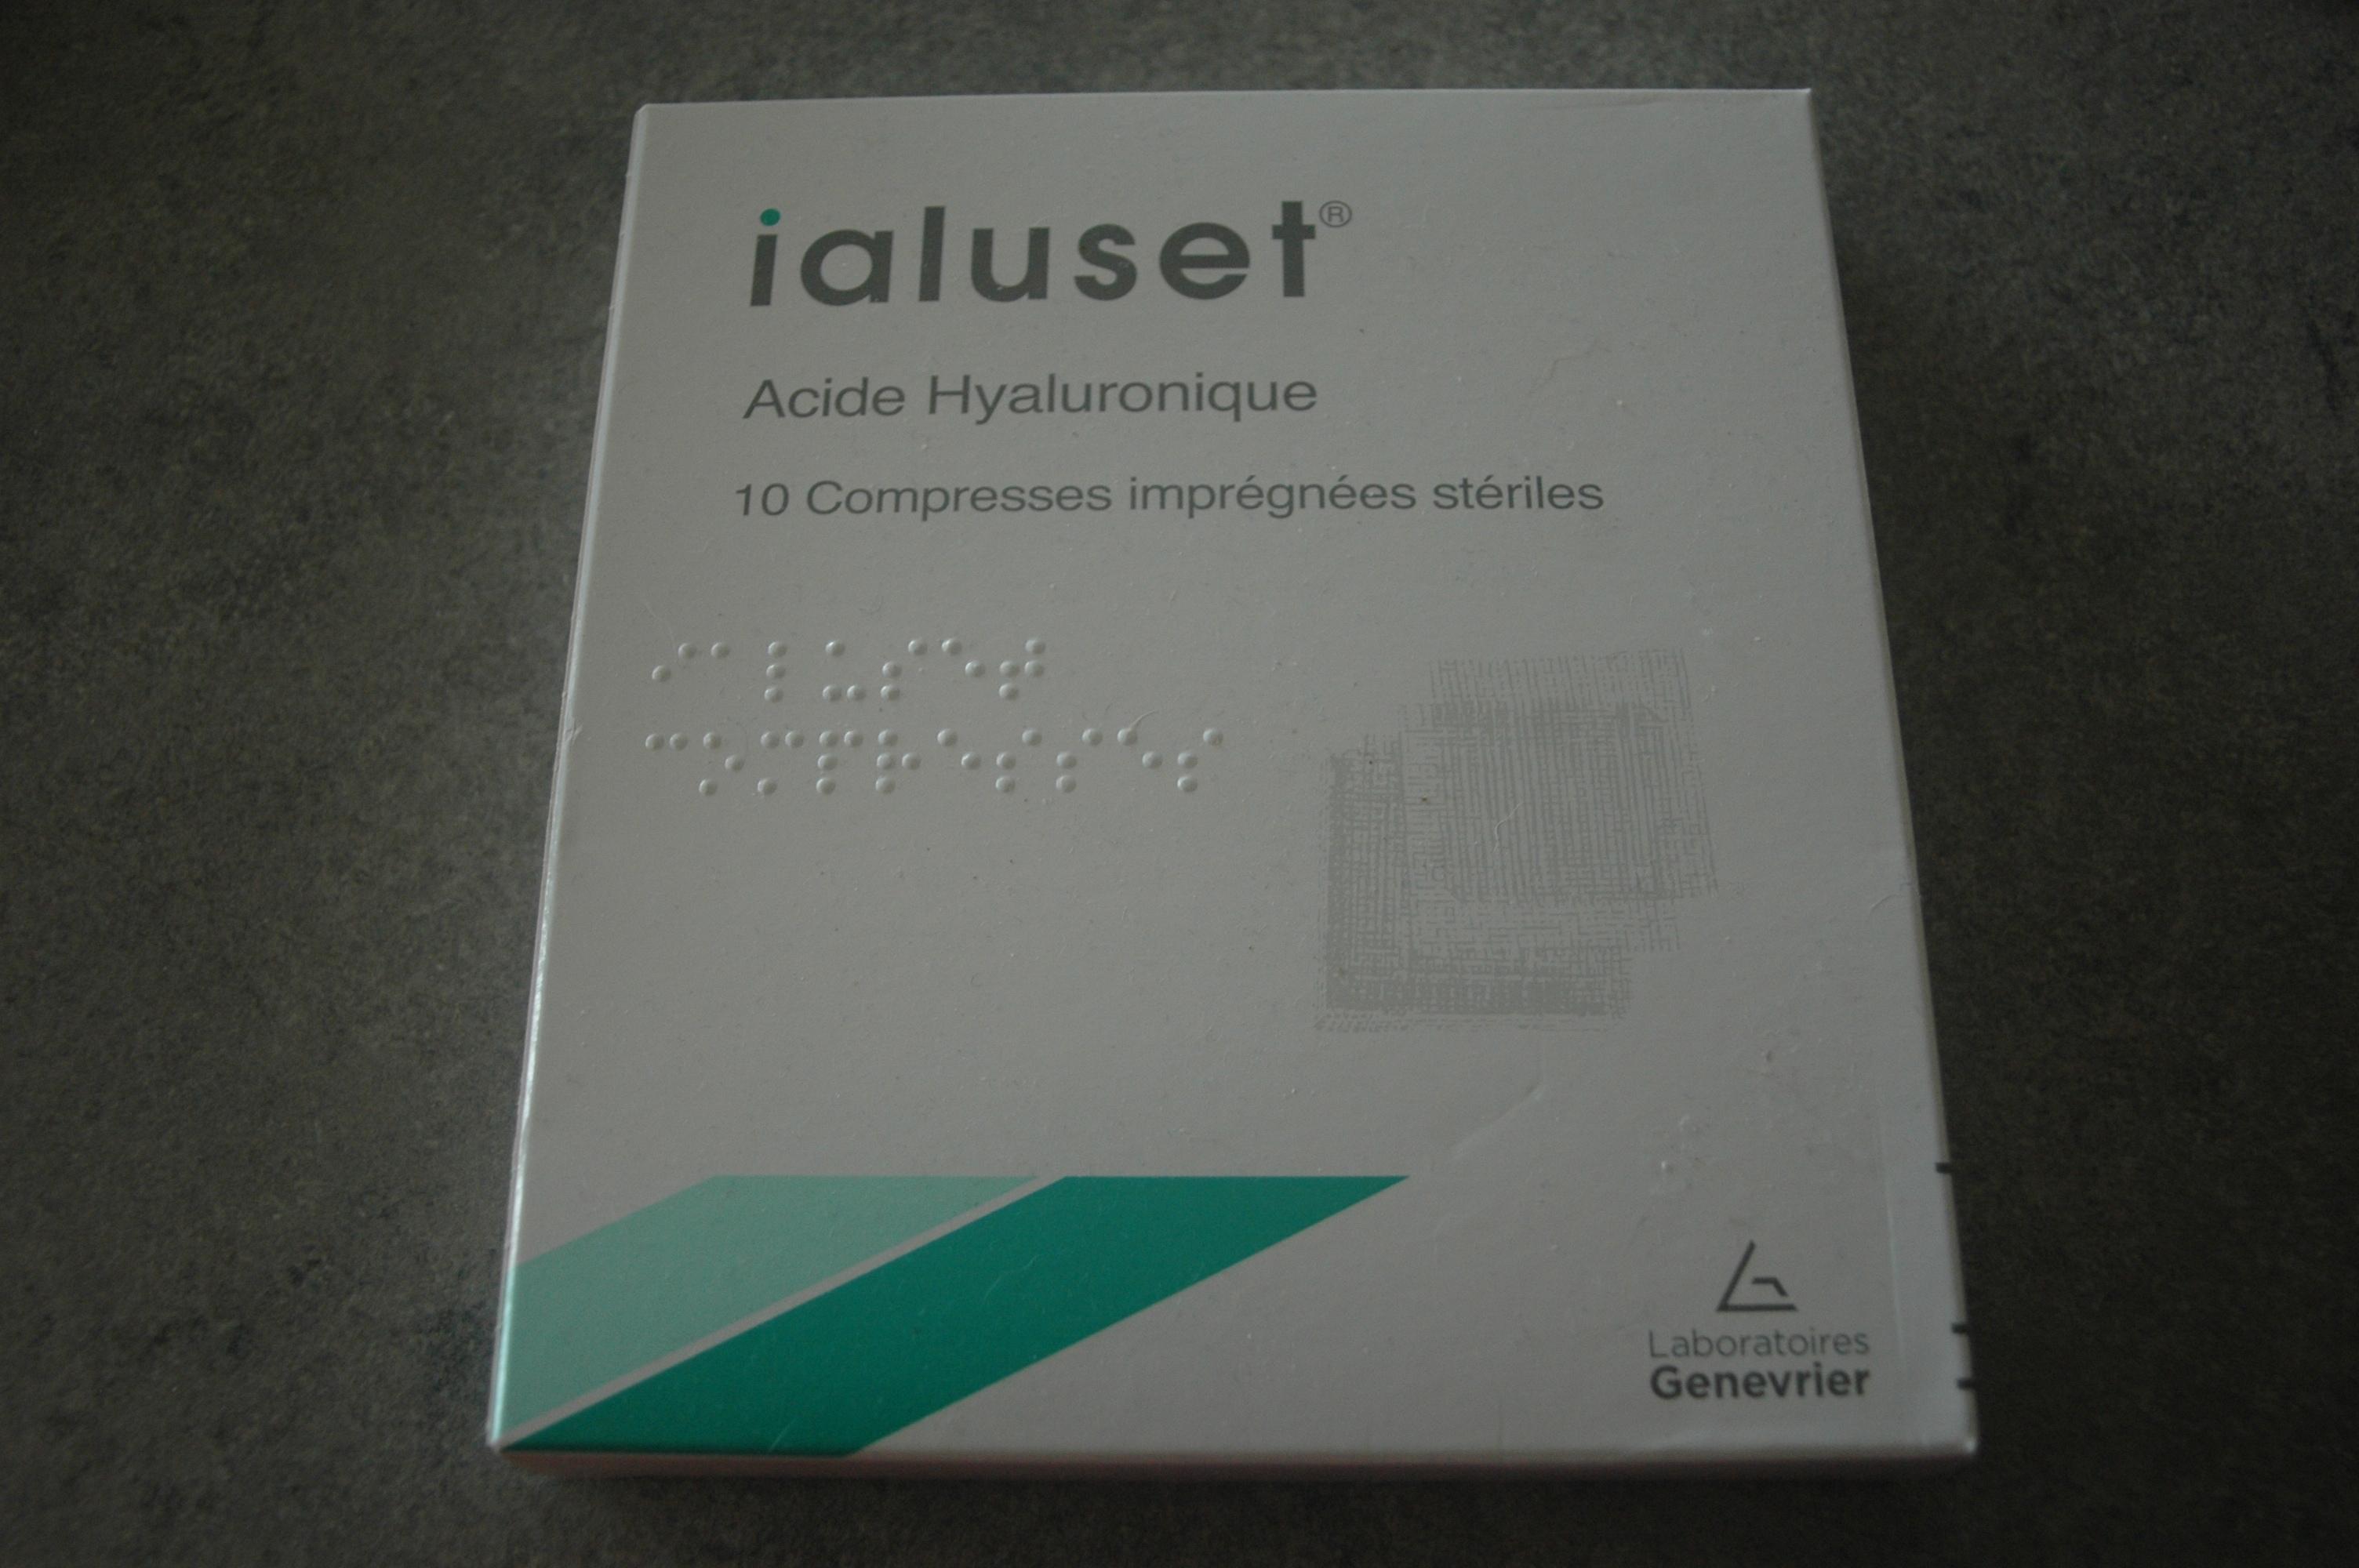 ialuset®
Acide Hyaluronique
10 Compresses imprégnées stériles
⠊⠁⠇⠥⠎⠑⠞
⠉⠕⠍⠏⠗⠑⠎⠎⠑⠎
Laboratoires
Genevrier